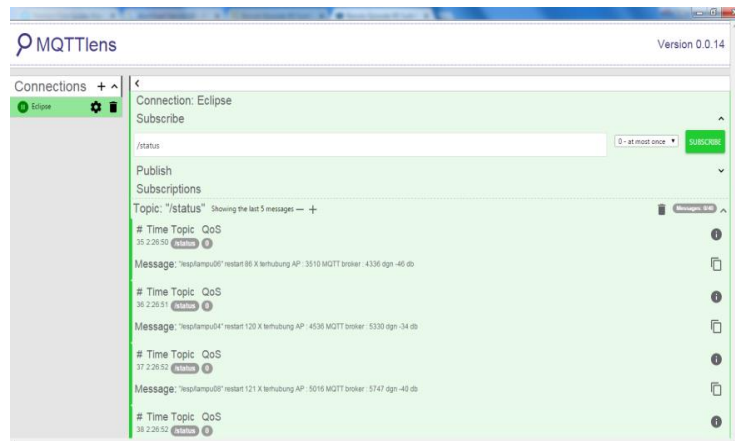 MQTTlens
Version 0.0.14
Connections + ^
Eclipse
Connection: Eclipse
Subscribe
/status
0 - at most once
SUBSCRIBE
Publish
Subscriptions
Topic: "/status" Showing the last 5 messages — +
# Time Topic QoS
35 2:26:50 /status 0
Message: "/esp/lampu06" restart 86 X terhubung AP : 3510 MQTT broker : 4336 dgn -46 db
# Time Topic QoS
36 2:26:51 /status 0
Message: "/esp/lampu04" restart 120 X terhubung AP : 4536 MQTT broker : 5330 dgn -34 db
# Time Topic QoS
37 2:26:52 /status 0
Message: restart 121 X terhubung AP : 5016 MQTT broker : 5747 dgn -40 db
# Time Topic QoS
38 2:26:52 /status 0